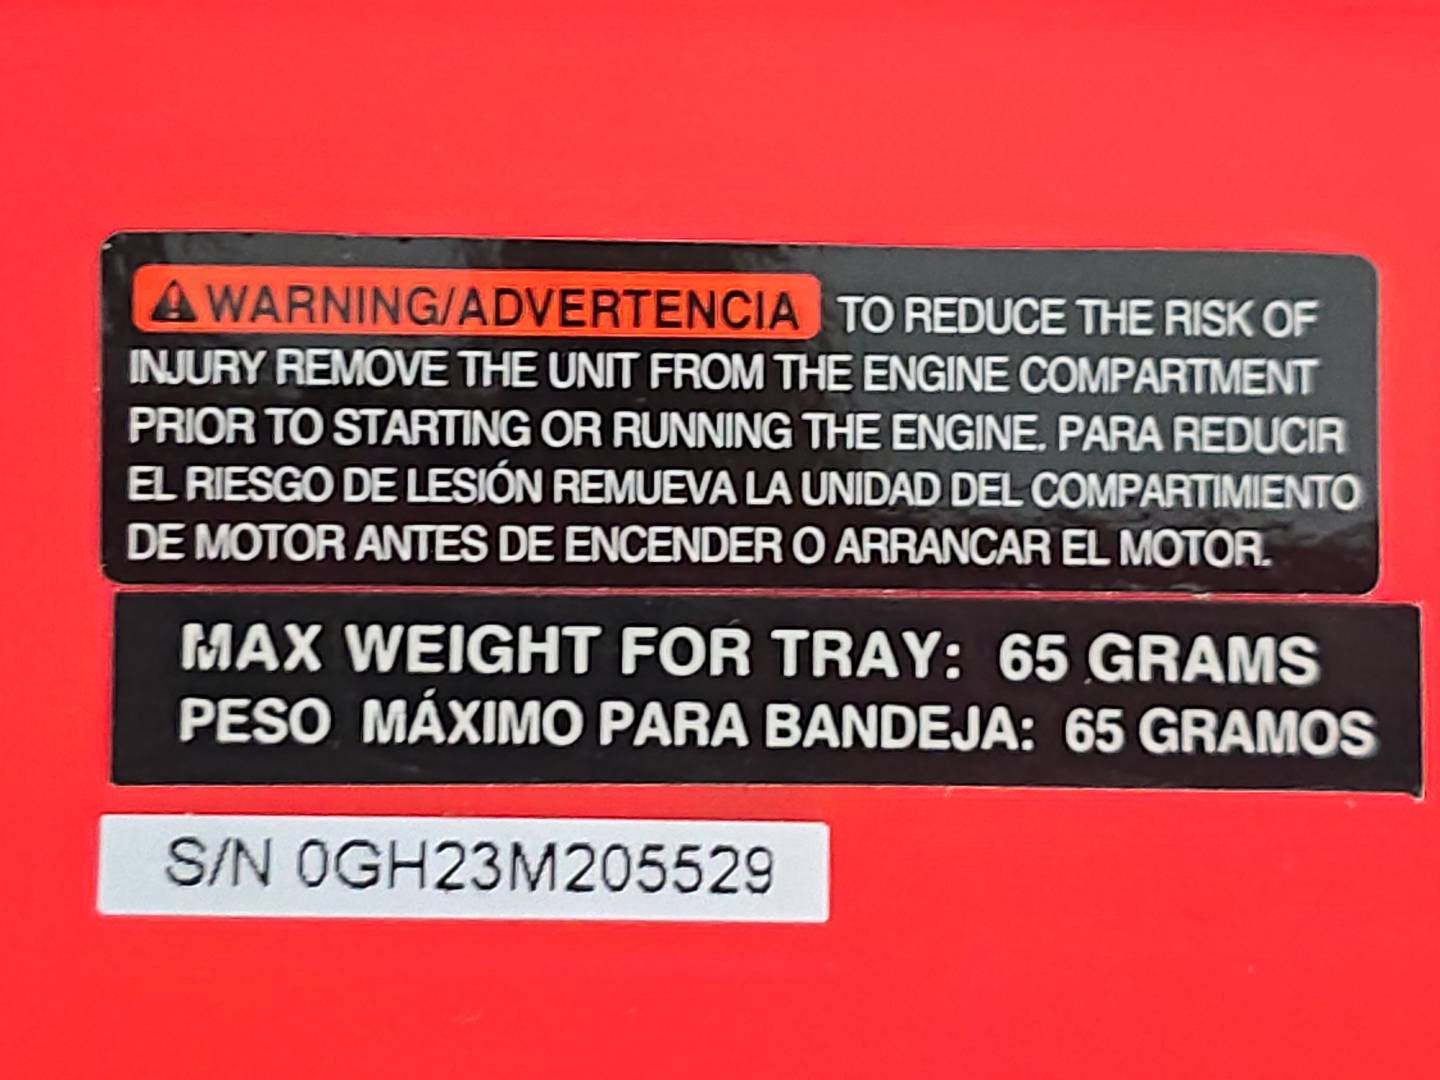 WARNING/ADVERTENCIA TO REDUCE THE RISK OF
INJURY REMOVE THE UNIT FROM THE ENGINE COMPARTMENT
PRIOR TO STARTING OR RUNNING THE ENGINE. PARA REDUCIR
EL RIESGO DE LESIÓN REMUEVA LA UNIDAD DEL COMPARTIMIENTO
DE MOTOR ANTES DE ENCENDER O ARRANCAR EL MOTOR.
MAX WEIGHT FOR TRAY: 65 GRAMS
PESO MÁXIMO PARA BANDEJA: 65 GRAMOS
S/N 0GH23M205529